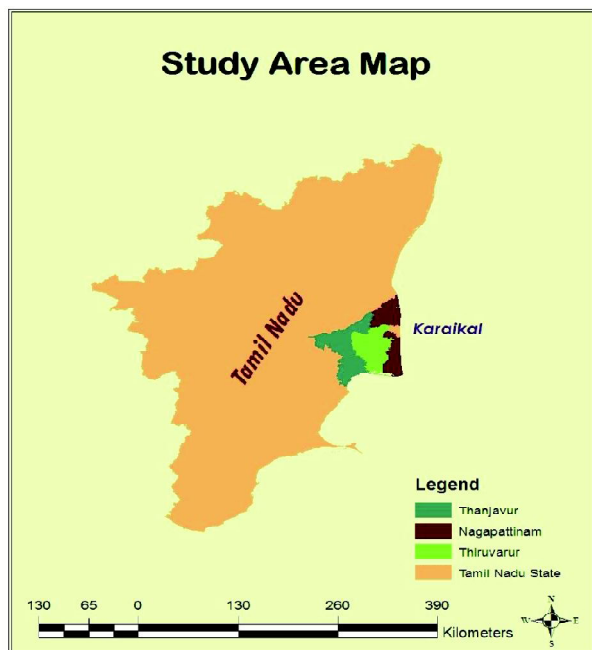 Study Area Map
Tamil Nadu
Karaikal
Legend
Thanjavur
Nagapattinam
Thiruvarur
Tamil Nadu State
130 65 0 130 260 390
Kilometers
N
W E
S